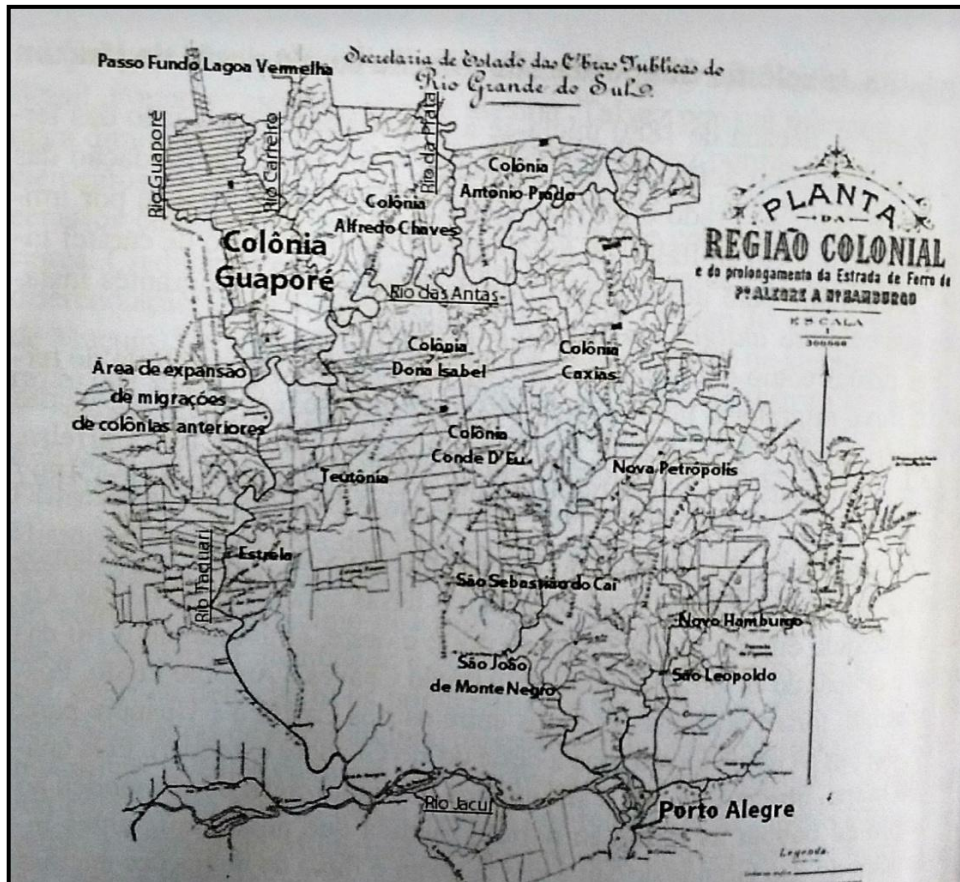 Secretaria de Estado das Obras Publicas do
Rio Grande do Sul.
Passo Fundo Lagoa Vermelha
Rio Guaporé
Rio Carreiro
Rio da Prata
Colônia
Antônio Prado
Colônia
Alfredo Chaves
PLANTA
DA
REGIÃO COLONIAL
e do prolongamento da Estrada de Ferro de
Pº ALEGRE A Nº HAMBURGO
ESCALA
1
Colônia
Guaporé
Rio das Antas
Colônia
Dona Isabel
Colônia
Caxias
Área de expansão
de migrações
de colônias anteriores
Colônia
Conde D'Eu
Teutônia
Nova Petrópolis
Rio Taquari
Estrela
São Sebastião do Caí
Novo Hamburgo
São João
de Monte Negro
São Leopoldo
Rio Jacuí
Porto Alegre
Legenda